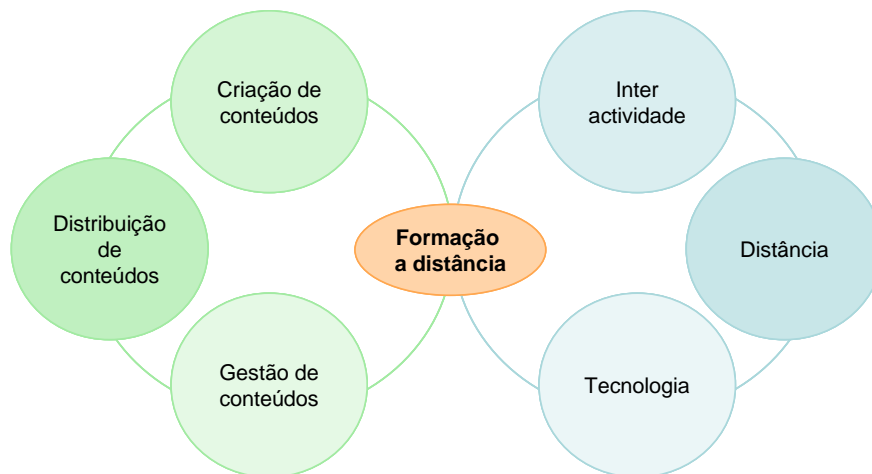 Criação de
conteúdos
Inter
actividade
Distribuição
de
conteúdos
Formação
a distância
Distância
Gestão de
conteúdos
Tecnologia